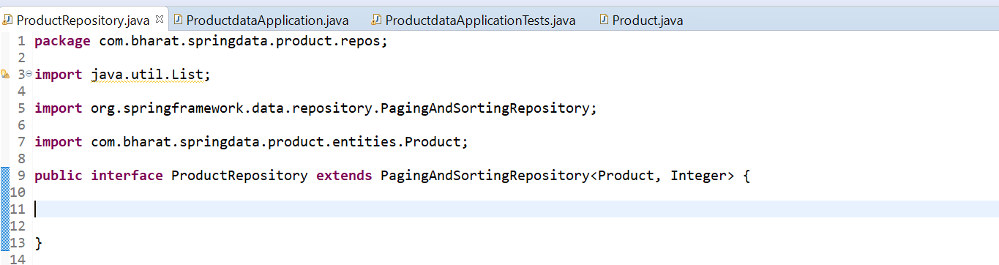 ProductRepository.java ProductdataApplication.java ProductdataApplicationTests.java Product.java
1 package com.bharat.springdata.product.repos;
2
3 import java.util.List;
4
5 import org.springframework.data.repository.PagingAndSortingRepository;
6
7 import com.bharat.springdata.product.entities.Product;
8
9 public interface ProductRepository extends PagingAndSortingRepository<Product, Integer> {
10
11
12
13 }
14